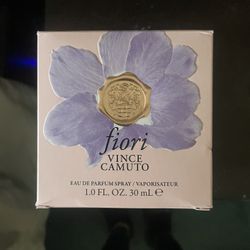 fiori
VINCE
CAMUTO
EAU DE PARFUM SPRAY / VAPORISATEUR
1.0 FL. OZ. 30 mL ℮